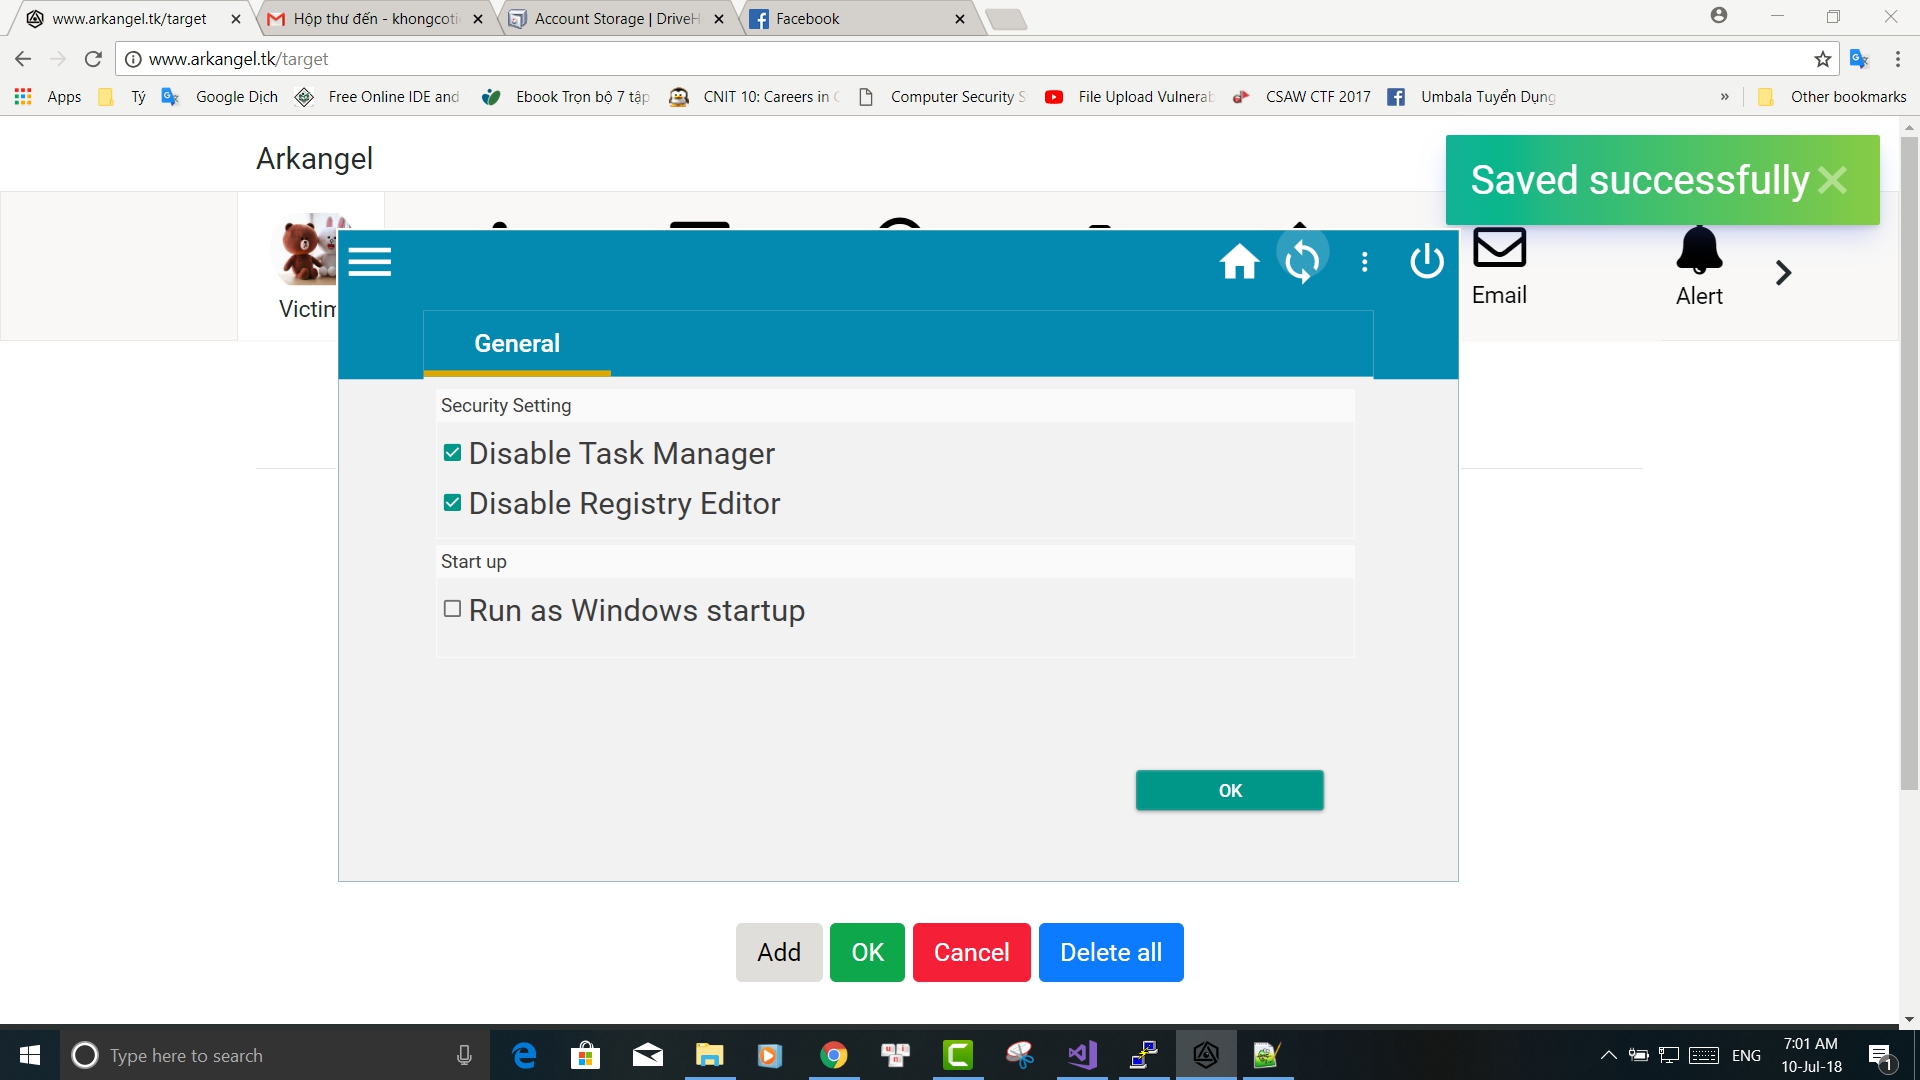 www.arkangel.tk/target
Hộp thư đến - khongcoti
Account Storage | DriveH
Facebook
www.arkangel.tk/target
Apps Tý Google Dịch Free Online IDE and Ebook Trọn bộ 7 tập CNIT 10: Careers in C Computer Security S File Upload Vulnerab CSAW CTF 2017 Umbala Tuyển Dụng » Other bookmarks
Arkangel
Saved successfully
Victim
Email
Alert
General
Security Setting
Disable Task Manager
Disable Registry Editor
Start up
Run as Windows startup
OK
Add OK Cancel Delete all
Type here to search
ENG
7:01 AM
10-Jul-18
1